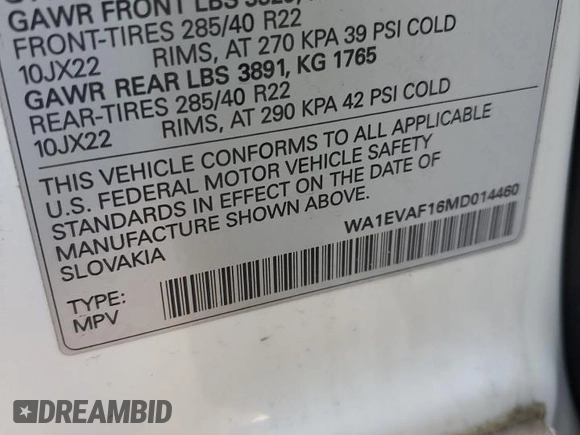 GAWR FRONT LBS
FRONT-TIRES 285/40 R22
10JX22 RIMS, AT 270 KPA 39 PSI COLD
GAWR REAR LBS 3891, KG 1765
REAR-TIRES 285/40 R22
10JX22 RIMS, AT 290 KPA 42 PSI COLD
THIS VEHICLE CONFORMS TO ALL APPLICABLE
U.S. FEDERAL MOTOR VEHICLE SAFETY
STANDARDS IN EFFECT ON THE DATE OF
MANUFACTURE SHOWN ABOVE.
SLOVAKIA
WA1EVAF16MD014460
TYPE:
MPV
DREAMBID